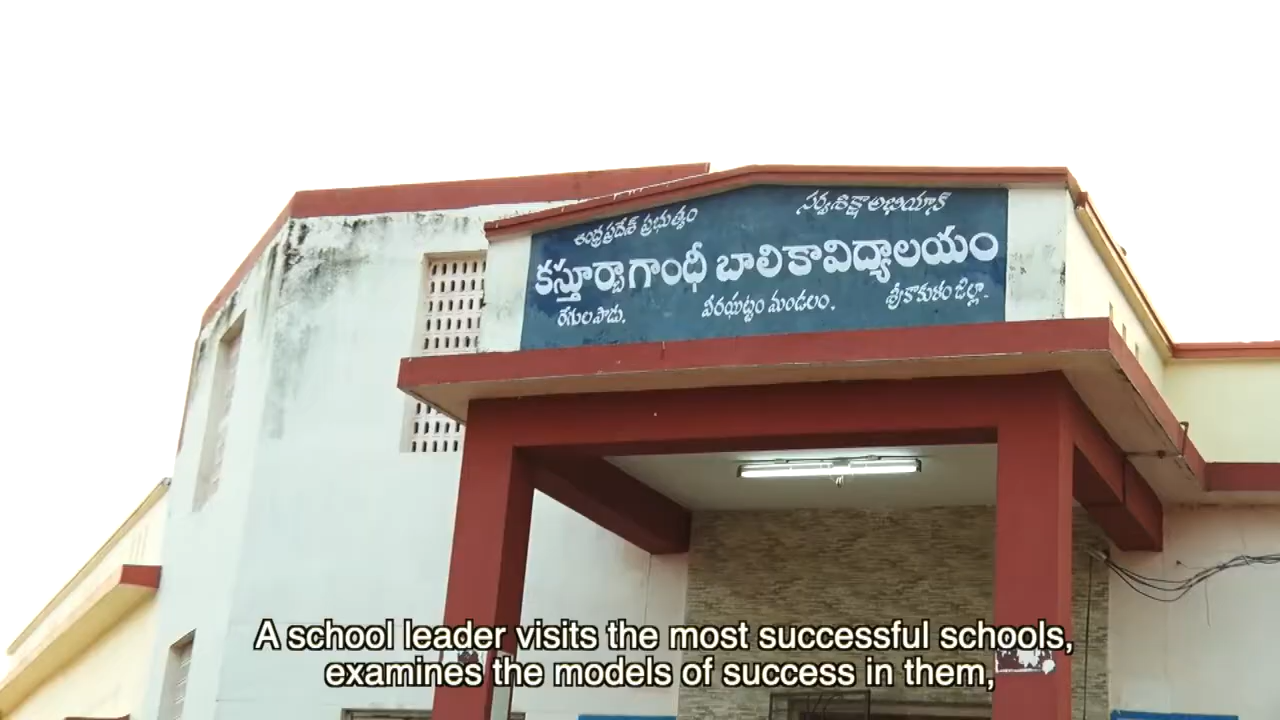 ఆంధ్రప్రదేశ్ ప్రభుత్వం
సర్వశిక్షా అభియాన్
కస్తూర్బా గాంధీ బాలికా విద్యాలయం
రేగులపాడు. వీరఘట్టం మండలం. శ్రీకాకుళం జిల్లా.
A school leader visits the most successful schools,
examines the models of success in them,